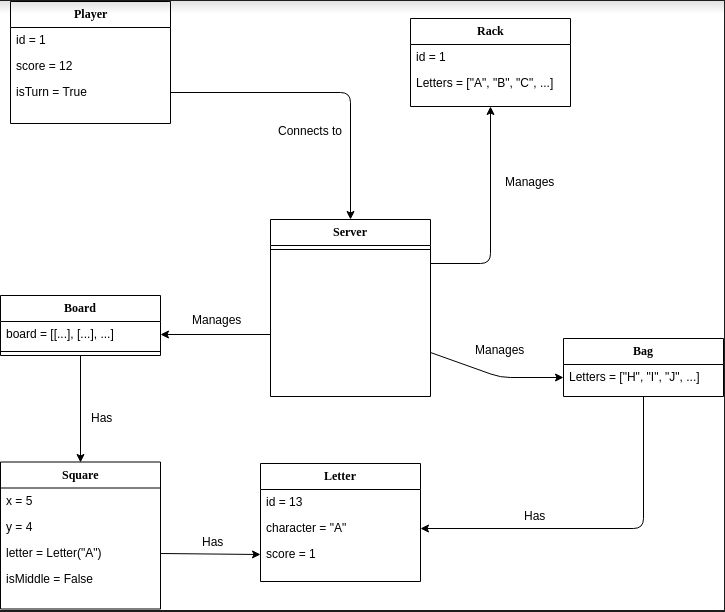 Player
id = 1
score = 12
isTurn = True
Rack
id = 1
Letters = ["A", "B", "C", ...]
Connects to
Manages
Server
Board
board = [[...], [...], ...]
Manages
Manages
Bag
Letters = ["H", "I", "J", ...]
Has
Square
x = 5
y = 4
letter = Letter("A")
isMiddle = False
Has
Letter
id = 13
character = "A"
score = 1
Has